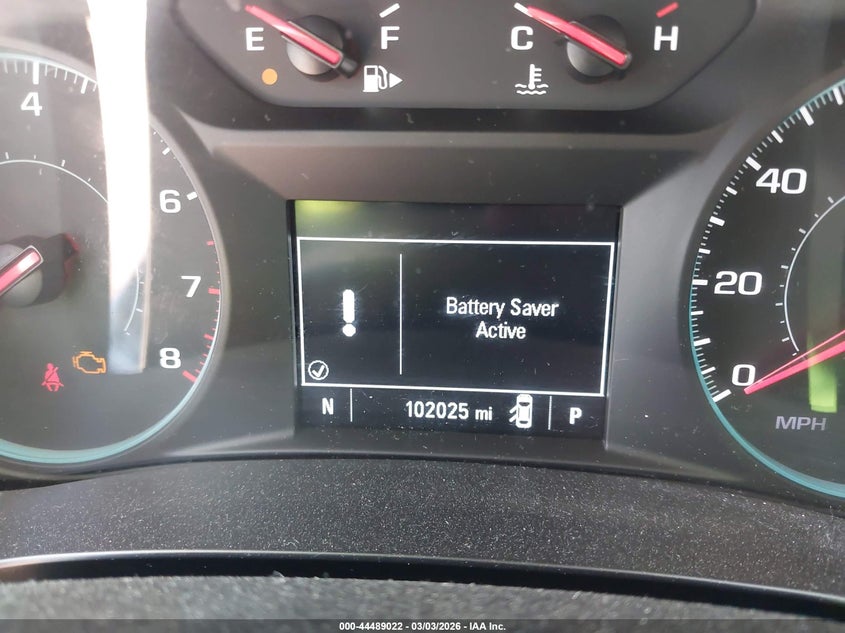 E F C H
4
6
7
8
40
20
0
MPH
Battery Saver
Active
N 102025 mi P
000-44489022 - 03/03/2026 - IAA Inc.